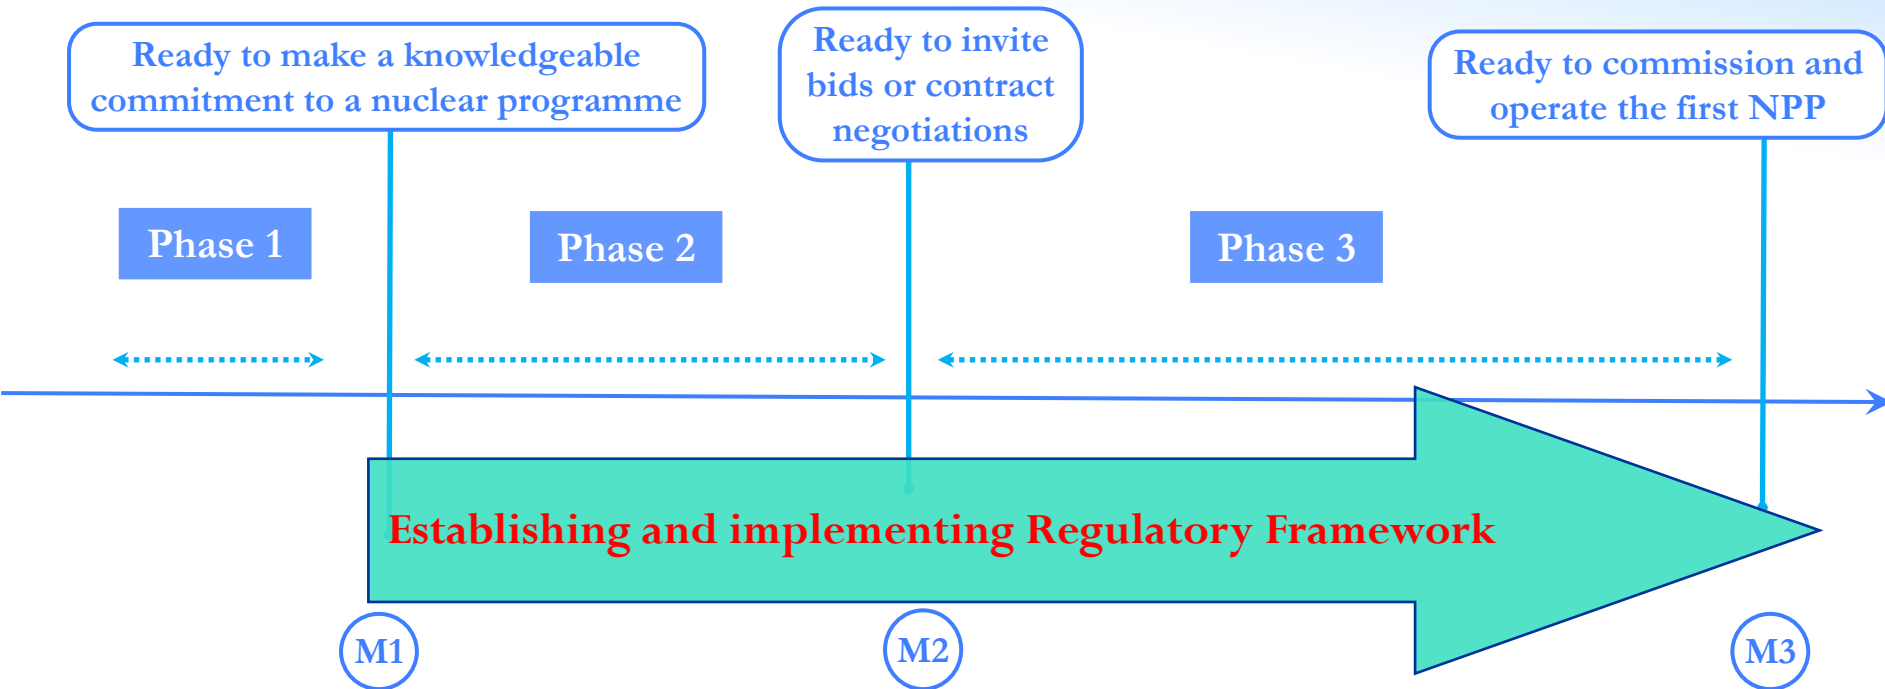 Ready to make a knowledgeable
commitment to a nuclear programme
Ready to invite
bids or contract
negotiations
Ready to commission and
operate the first NPP
Phase 1
Phase 2
Phase 3
Establishing and implementing Regulatory Framework
M1
M2
M3